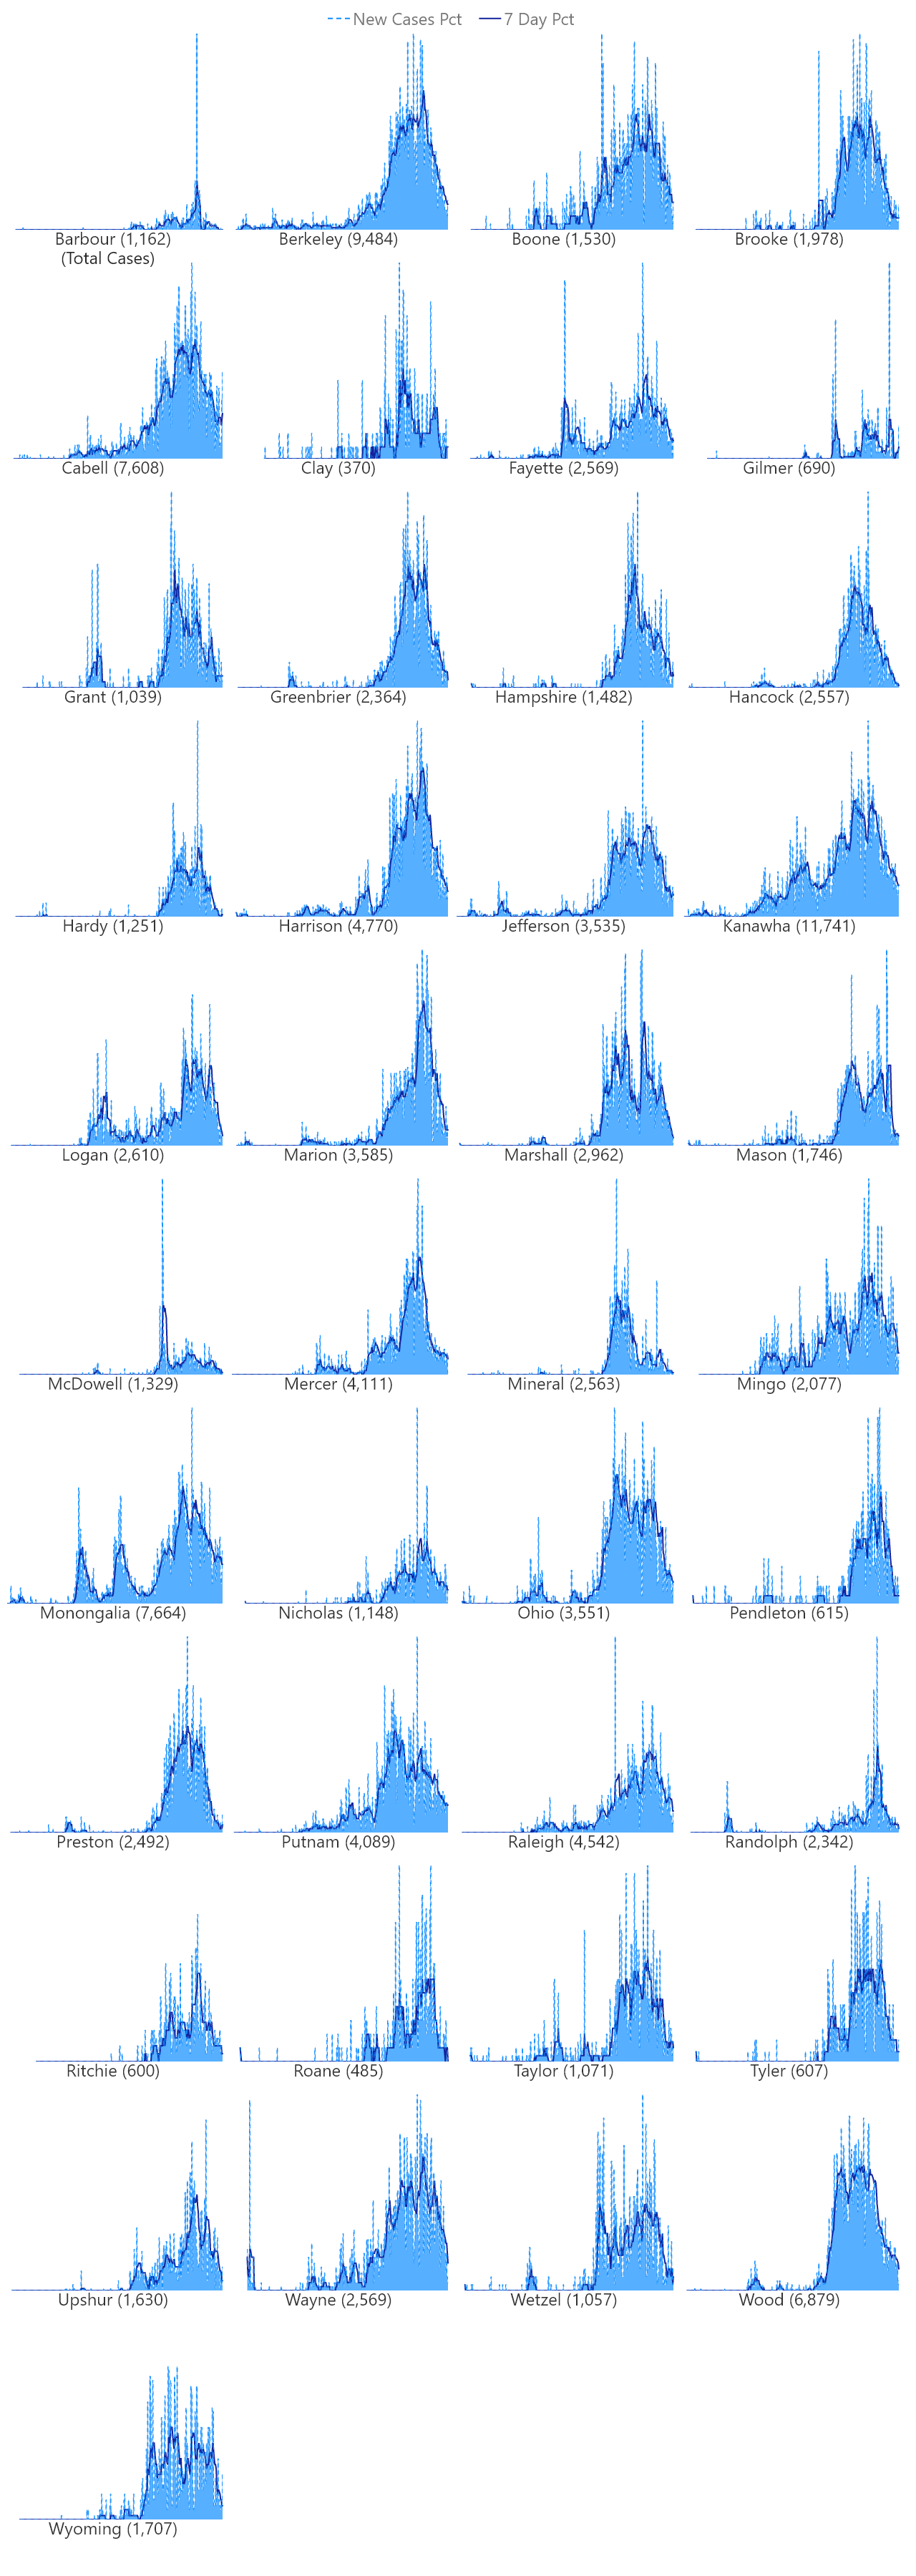 New Cases Pct 7 Day Pct
Barbour (1,162) Berkeley (9,484) Boone (1,530) Brooke (1,978)
(Total Cases)
Cabell (7,608) Clay (370) Fayette (2,569) Gilmer (690)
Grant (1,039) Greenbrier (2,364) Hampshire (1,482) Hancock (2,557)
Hardy (1,251) Harrison (4,770) Jefferson (3,535) Kanawha (11,741)
Logan (2,610) Marion (3,585) Marshall (2,962) Mason (1,746)
McDowell (1,329) Mercer (4,111) Mineral (2,563) Mingo (2,077)
Monongalia (7,664) Nicholas (1,148) Ohio (3,551) Pendleton (615)
Preston (2,492) Putnam (4,089) Raleigh (4,542) Randolph (2,342)
Ritchie (600) Roane (485) Taylor (1,071) Tyler (607)
Upshur (1,630) Wayne (2,569) Wetzel (1,057) Wood (6,879)
Wyoming (1,707)